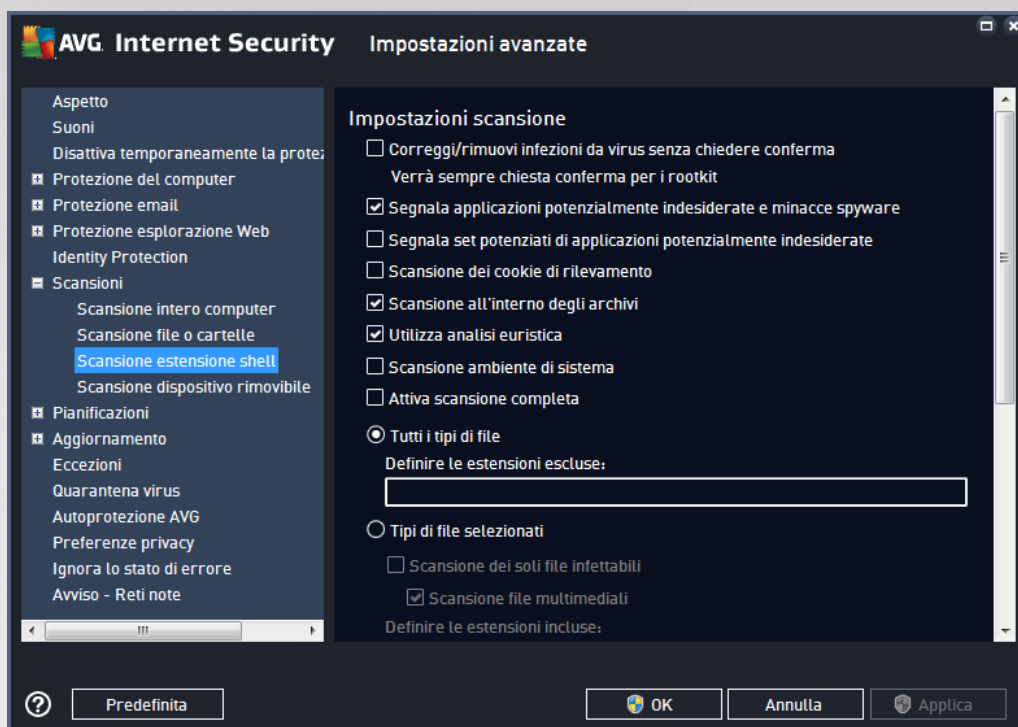 AVG. Internet Security Impostazioni avanzate
Aspetto
Suoni
Disattiva temporaneamente la
Protezione del computer
Protezione email
Protezione esplorazione Web
Identity Protection
Scansioni
Scansione intero computer
Scansione file o cartelle
Scansione estensione shell
Scansione dispositivo rimovibile
Pianificazioni
Aggiornamento
Eccezioni
Quarantena virus
Autoprotezione AVG
Preferenze privacy
Ignora lo stato di errore
Avviso - Reti note
Impostazioni scansione
Correggi/rimuovi infezioni da virus senza chiedere conferma
Verrà sempre chiesta conferma per i rootkit
Segnala applicazioni potenzialmente indesiderate e minacce spyware
Segnala set potenziati di applicazioni potenzialmente indesiderate
Scansione dei cookie di rilevamento
Scansione all'interno degli archivi
Utilizza analisi euristica
Scansione ambiente di sistema
Attiva scansione completa
Tutti i tipi di file
Definire le estensioni escluse:
Tipi di file selezionati
Scansione dei soli file infettabili
Scansione file multimediali
Definire le estensioni incluse:
Predefinita
OK
Annulla
Applica